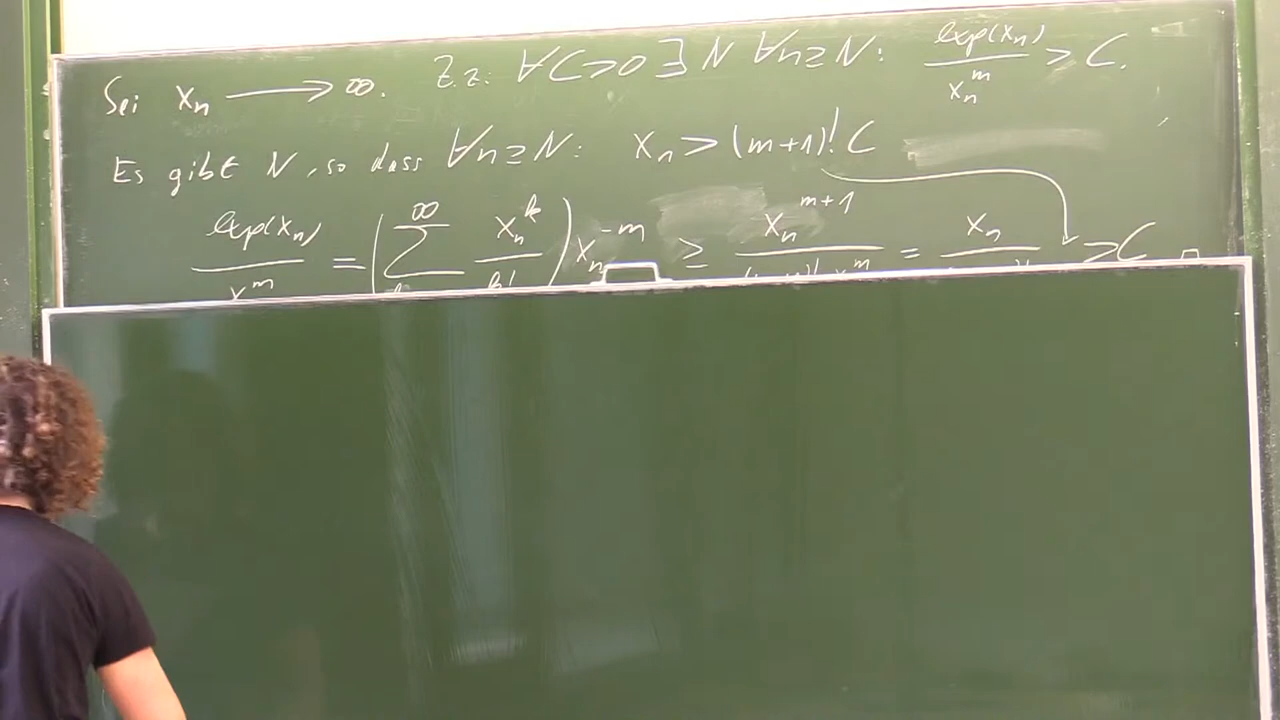 Sei xₙ ⟶ ∞. Z.z: ∀C>0 ∃N ∀n≥N: exp(xₙ)/xₙᵐ > C.
Es gibt N, so dass ∀n≥N: xₙ > (m+1)! C
exp(xₙ)/xᵐ = (∑^∞ xₙᵏ/k!) xₙ⁻ᵐ ≥ xₙᵐ⁺¹ = xₙ > C